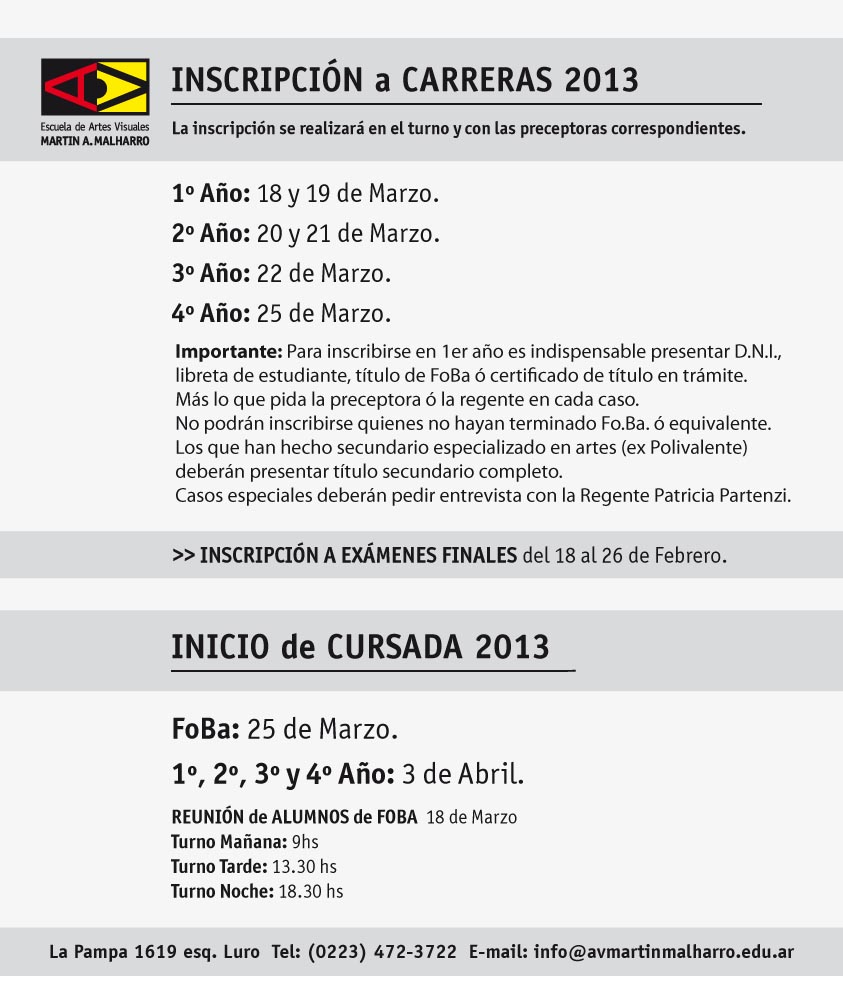 INSCRIPCIÓN a CARRERAS 2013
Escuela de Artes Visuales
MARTIN A. MALHARRO
La inscripción se realizará en el turno y con las preceptoras correspondientes.
1º Año: 18 y 19 de Marzo.
2º Año: 20 y 21 de Marzo.
3º Año: 22 de Marzo.
4º Año: 25 de Marzo.
Importante: Para inscribirse en 1er año es indispensable presentar D.N.I.,
libreta de estudiante, título de FoBa ó certificado de título en trámite.
Más lo que pida la preceptora ó la regente en cada caso.
No podrán inscribirse quienes no hayan terminado Fo.Ba. ó equivalente.
Los que han hecho secundario especializado en artes (ex Polivalente)
deberán presentar título secundario completo.
Casos especiales deberán pedir entrevista con la Regente Patricia Partenzi.
>> INSCRIPCIÓN A EXÁMENES FINALES del 18 al 26 de Febrero.
INICIO de CURSADA 2013
FoBa: 25 de Marzo.
1º, 2º, 3º y 4º Año: 3 de Abril.
REUNIÓN de ALUMNOS de FOBA 18 de Marzo
Turno Mañana: 9hs
Turno Tarde: 13.30 hs
Turno Noche: 18.30 hs
La Pampa 1619 esq. Luro Tel: (0223) 472-3722 E-mail: info@avmartinmalharro.edu.ar